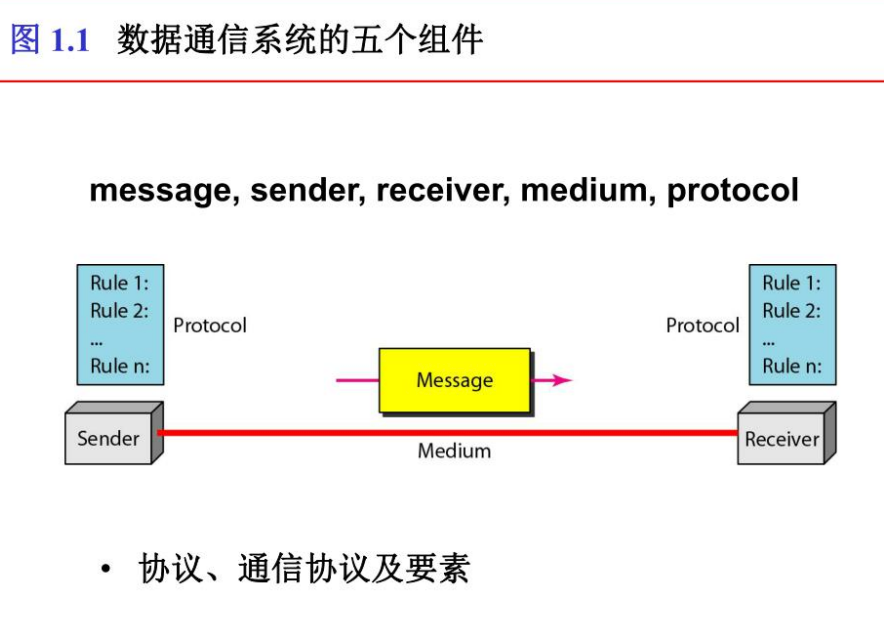 图 1.1 数据通信系统的五个组件
message, sender, receiver, medium, protocol
Rule 1:
Rule 2:
...
Rule n:
Protocol
Message
Protocol
Rule 1:
Rule 2:
...
Rule n:
Sender
Medium
Receiver
• 协议、通信协议及要素